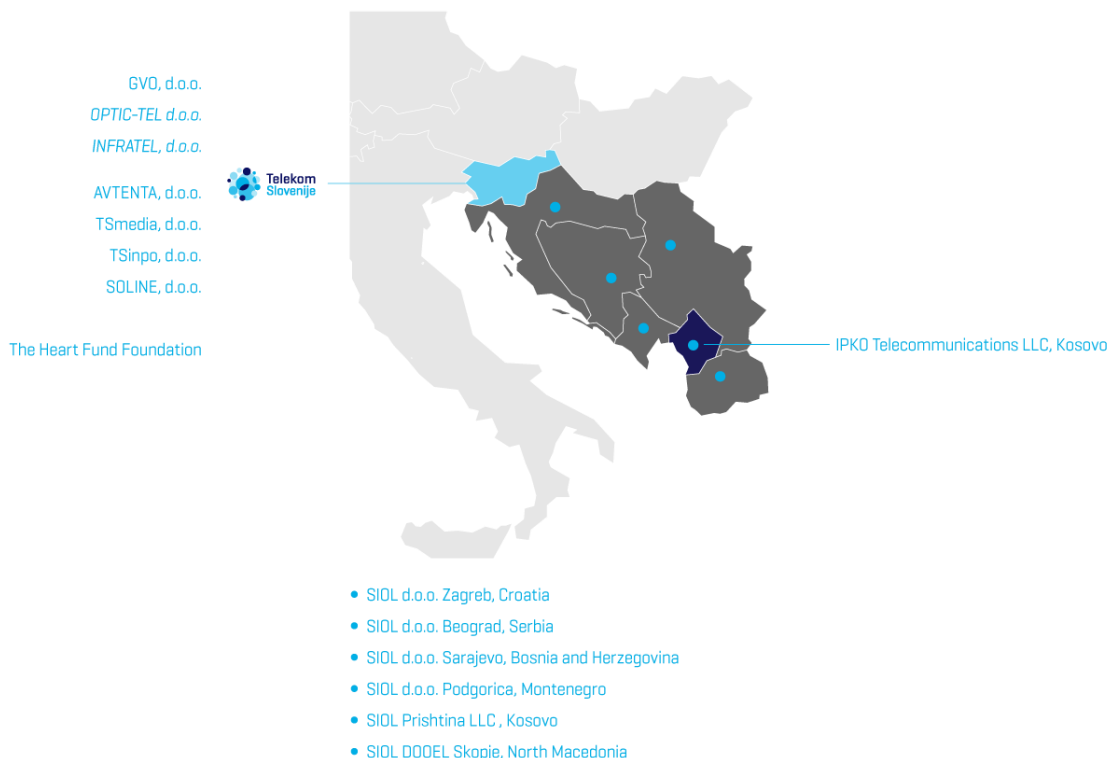 GVO, d.o.o.
OPTIC-TEL d.o.o.
INFRATEL, d.o.o.
AVTENTA, d.o.o.
TSmedia, d.o.o.
TSinpo, d.o.o.
SOLINE, d.o.o.
The Heart Fund Foundation
Telekom
Slovenije
IPKO Telecommunications LLC, Kosovo
• SIOL d.o.o. Zagreb, Croatia
• SIOL d.o.o. Beograd, Serbia
• SIOL d.o.o. Sarajevo, Bosnia and Herzegovina
• SIOL d.o.o. Podgorica, Montenegro
• SIOL Prishtina LLC , Kosovo
• SIOL DOOEL Skopje, North Macedonia